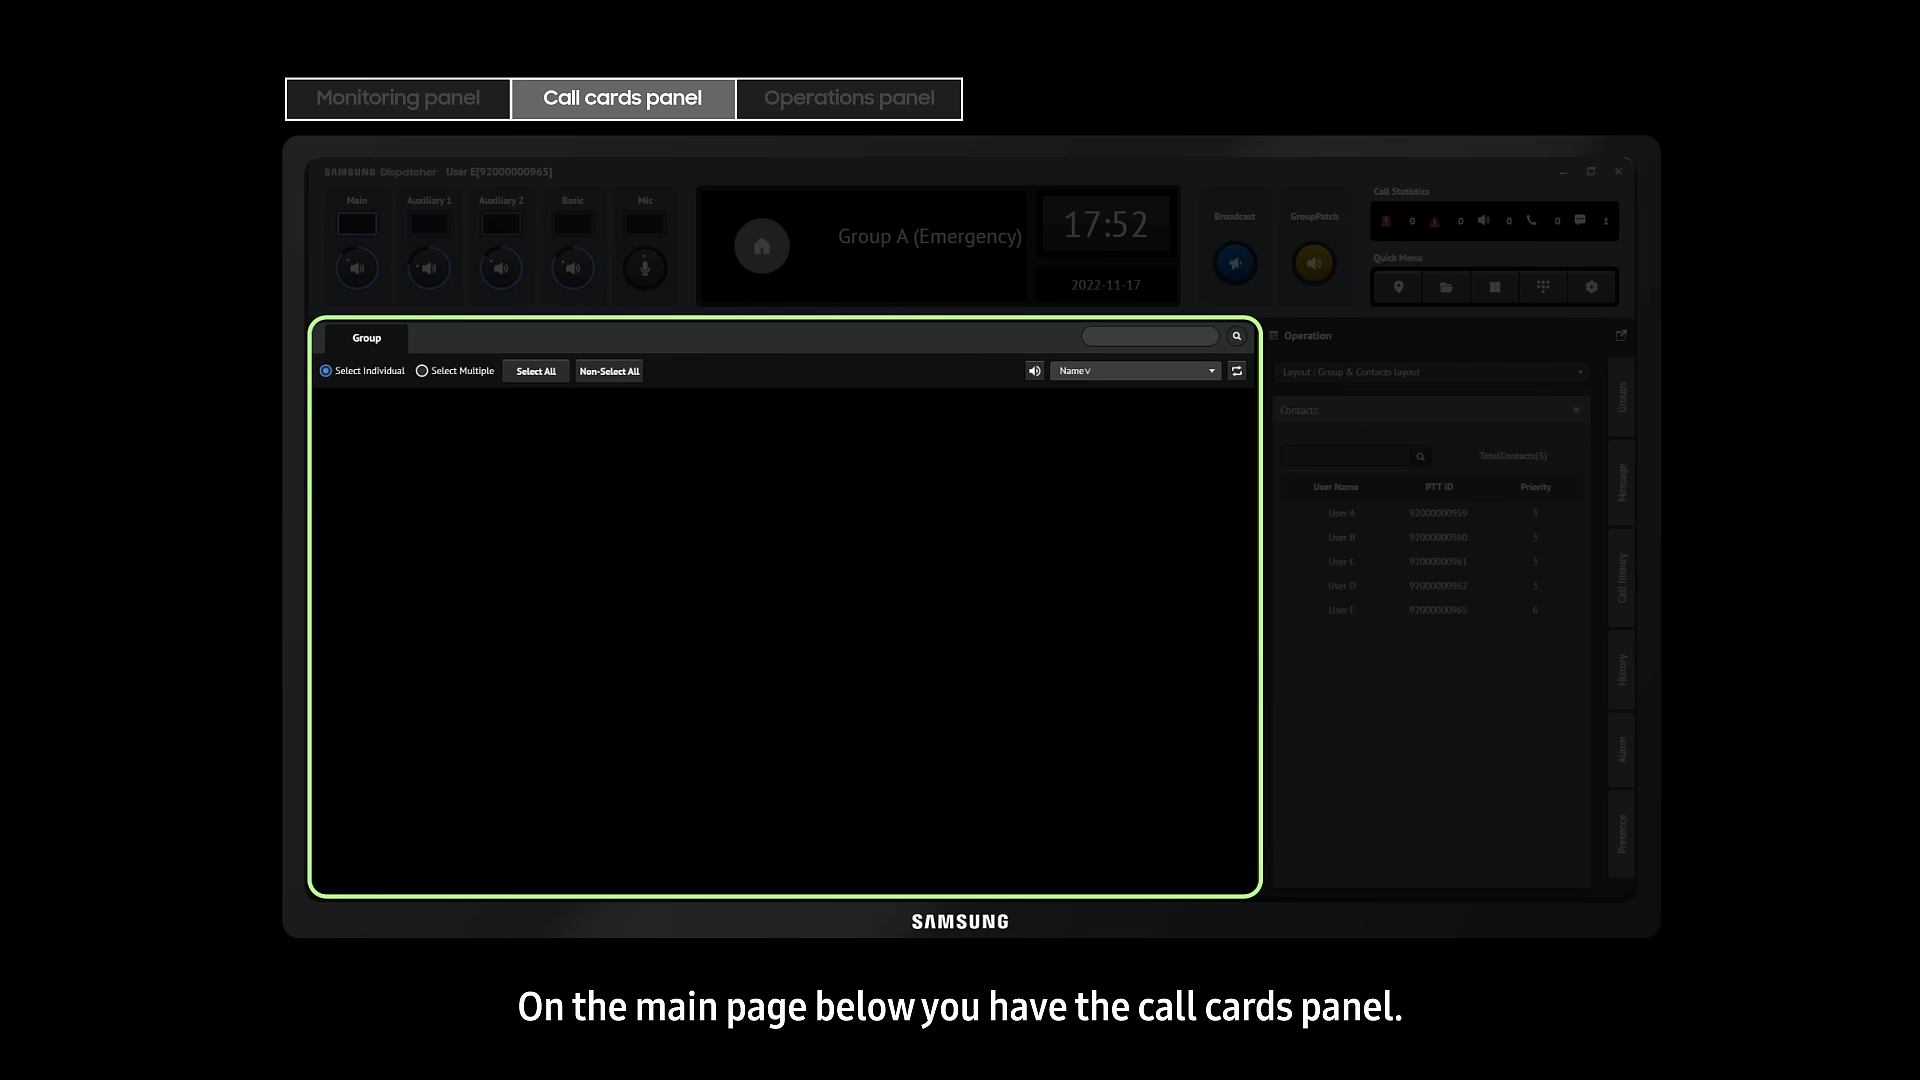 Monitoring panel
Call cards panel
Operations panel
SAMSUNG Dispatcher User E[92000000965]
Main
Auxiliary 1
Auxiliary 2
Basic
Mic
Group A (Emergency)
17:52
2022-11-17
Broadcast
GroupPatch
Call Statistics
0 0 0 0 1
Quick Menu
Group
Select Individual
Select Multiple
Select All
Non-Select All
Name
Operation
Layout : Group & Contacts layout
Contacts
TotalContacts(5)
User Name PTT ID Priority
User A 92000000959 3
User B 92000000960 3
User C 92000000961 3
User D 92000000962 3
User E 92000000965 6
Groups
Message
Call history
History
Alarm
Presence
SAMSUNG
On the main page below you have the call cards panel.